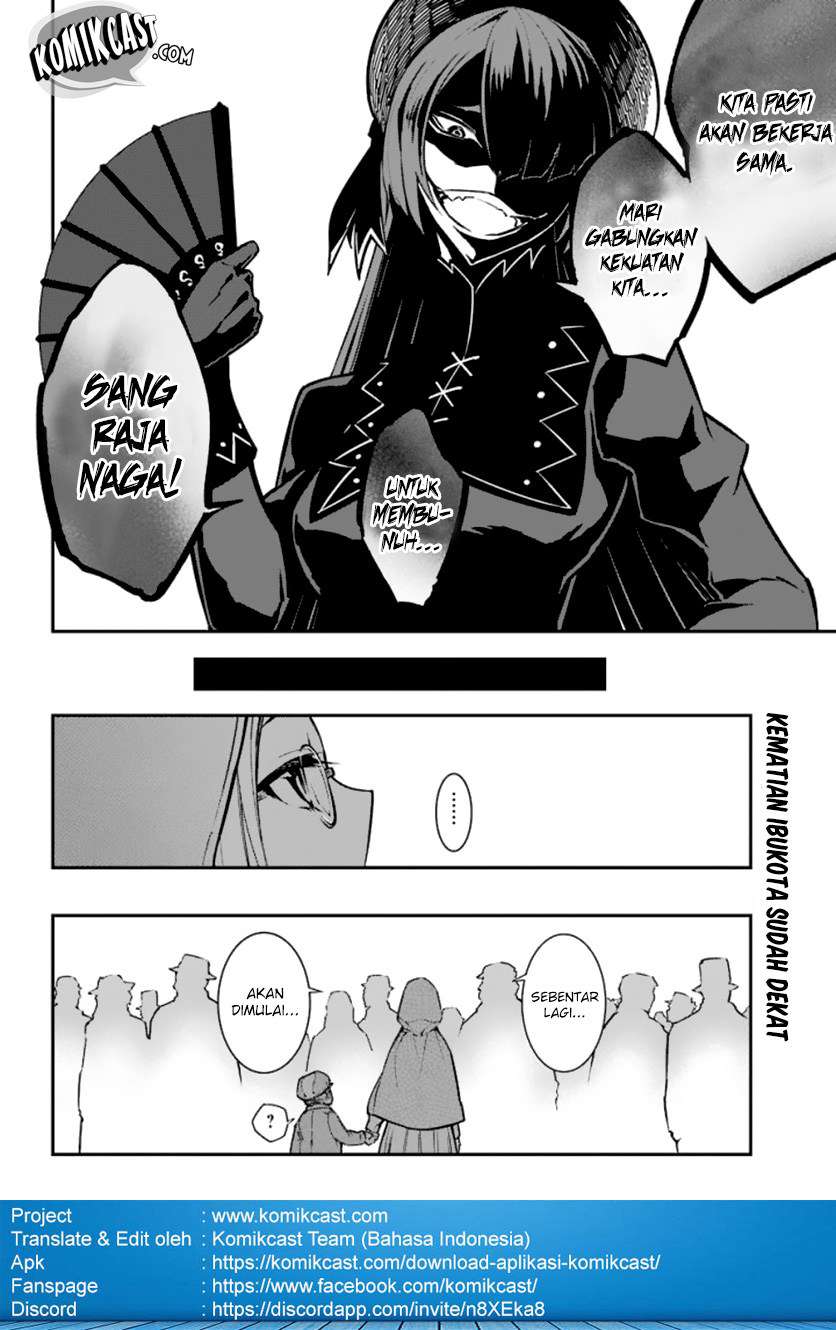 KOMIKCAST
.COM
KITA PASTI
AKAN BEKERJA
SAMA.
MARI
GABUNGKAN
KEKUATAN
KITA...
UNTUK
MEMBU-
NUH...
SANG
RAJA
NAGA!
.......
KEMATIAN IBUKOTA SUDAH DEKAT
SEBENTAR
LAGI...
AKAN
DIMULAI...
?
Project : www.komikcast.com
Translate & Edit oleh : Komikcast Team (Bahasa Indonesia)
Apk : https://komikcast.com/download-aplikasi-komikcast/
Fanspage : https://www.facebook.com/komikcast/
Discord : https://discordapp.com/invite/n8XEka8